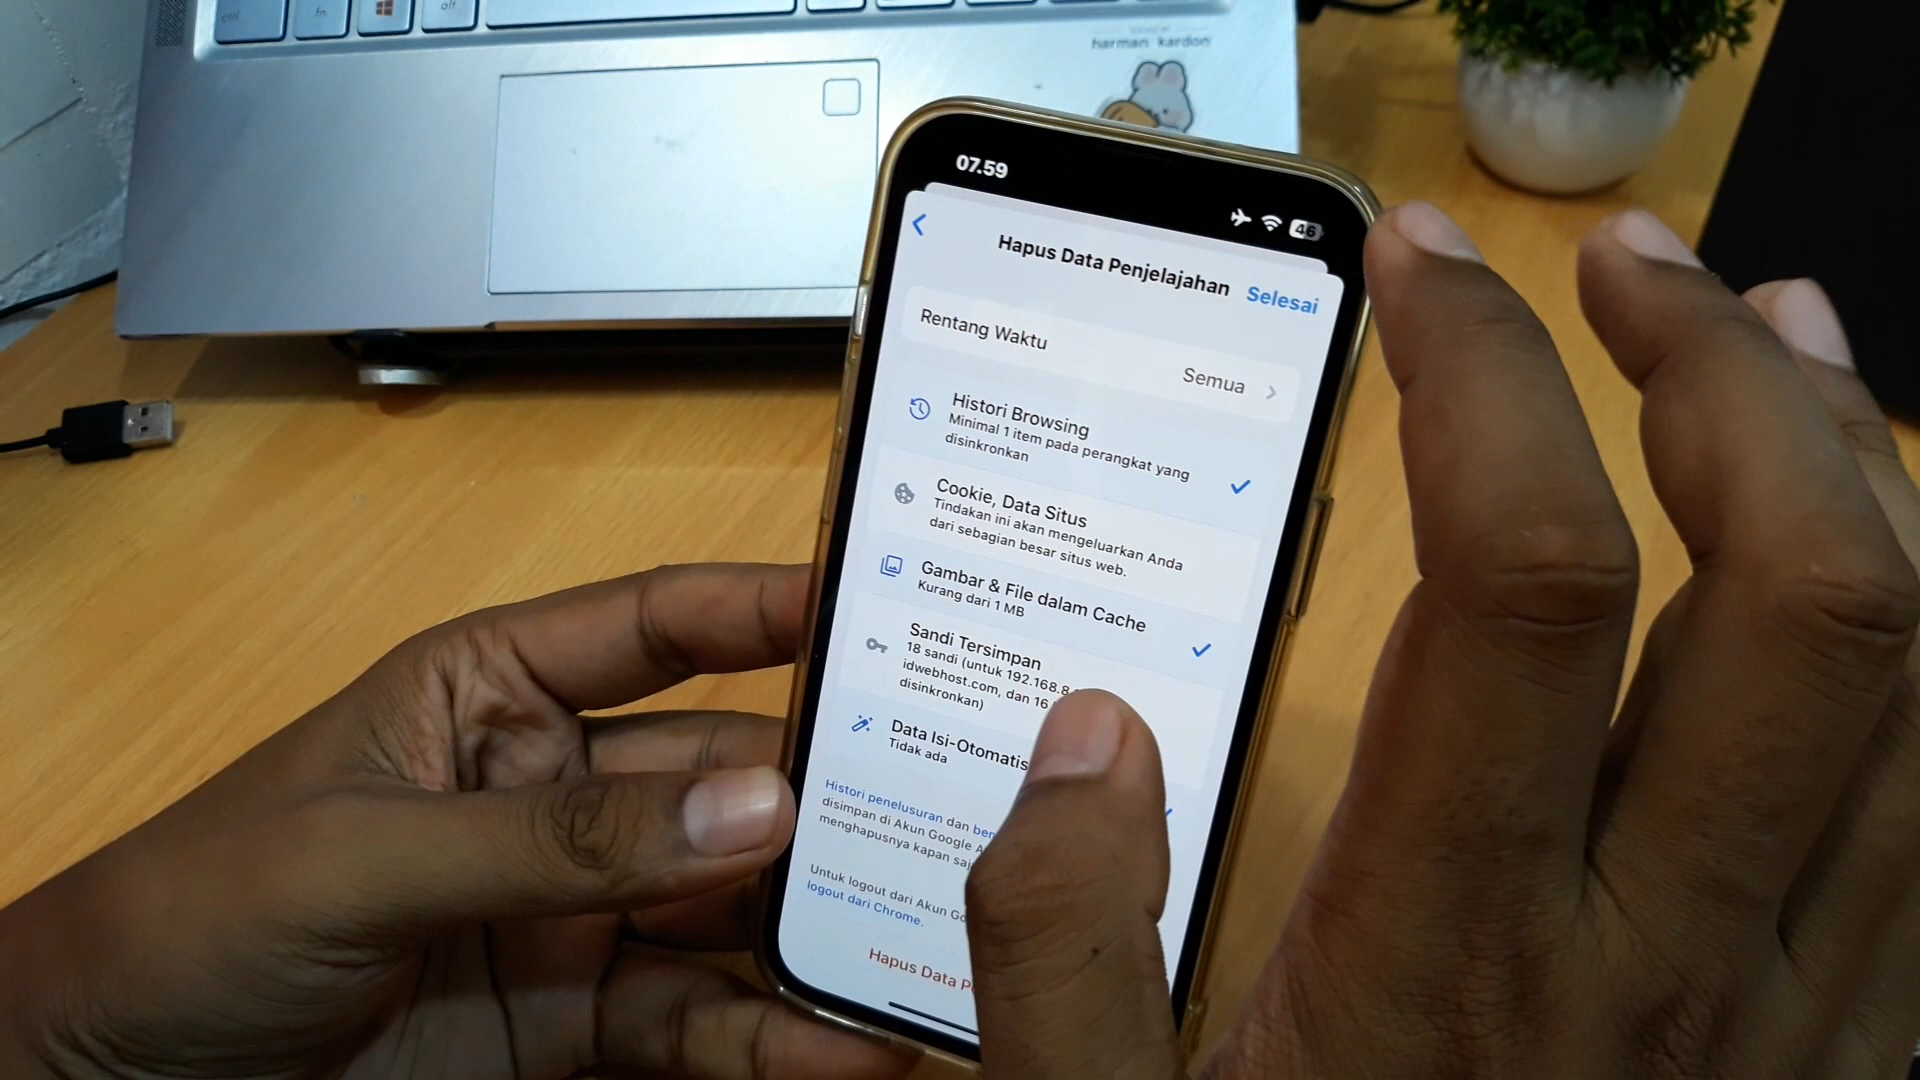 ctrl
fn
alt
harman kardon
07.59
46
Hapus Data Penjelajahan
Selesai
Rentang Waktu
Semua
Histori Browsing
Minimal 1 item pada perangkat yang
disinkronkan
Cookie, Data Situs
Tindakan ini akan mengeluarkan Anda
dari sebagian besar situs web.
Gambar & File dalam Cache
Kurang dari 1 MB
Sandi Tersimpan
18 sandi (untuk 192.168.8.
idwebhost.com, dan 16
disinkronkan)
Data Isi-Otomatis
Tidak ada
Histori penelusuran dan
disimpan di Akun Google
menghapusnya kapan
Untuk logout dari Akun
logout dari Chrome.
Hapus Data